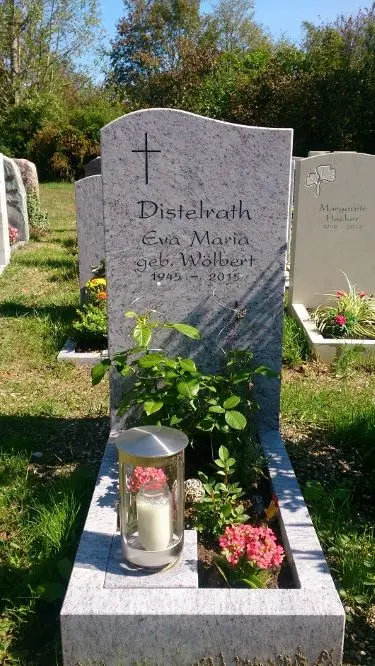 Distelrath
Eva Maria
geb. Wölbert
1945 - 2015
Margarete
Hacker